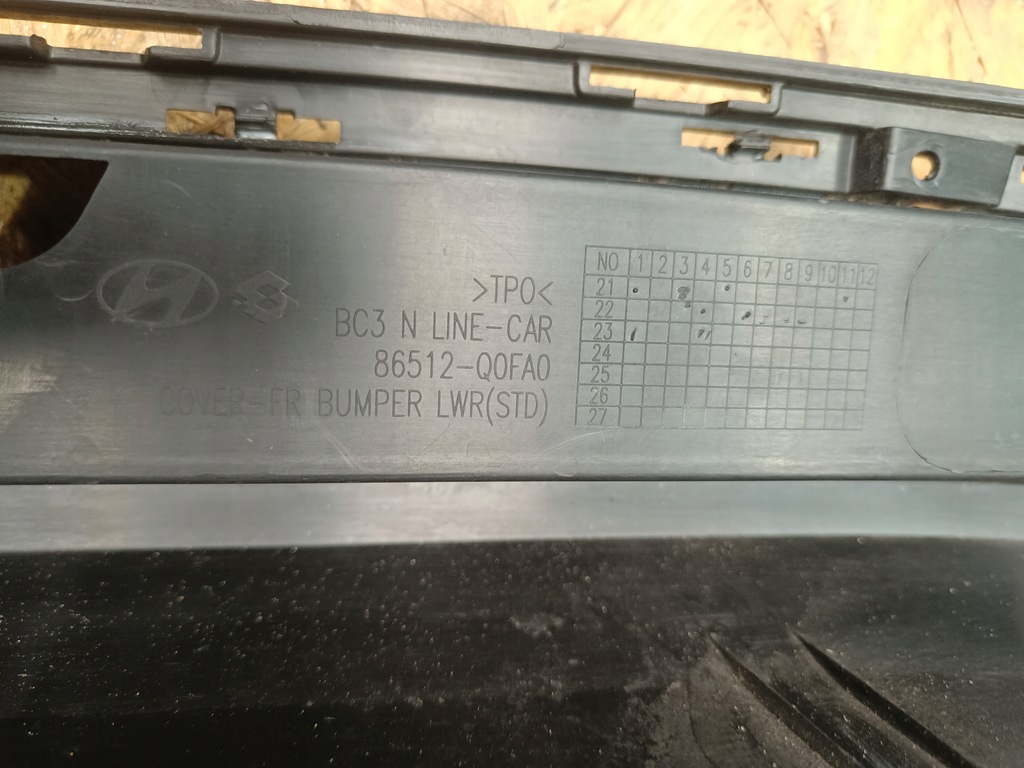 >TPO<
BC3 N LINE-CAR
86512-Q0FA0
COVER-FR BUMPER LWR(STD)
NO 1 2 3 4 5 6 7 8 9 10 11 12
21
22
23
24
25
26
27